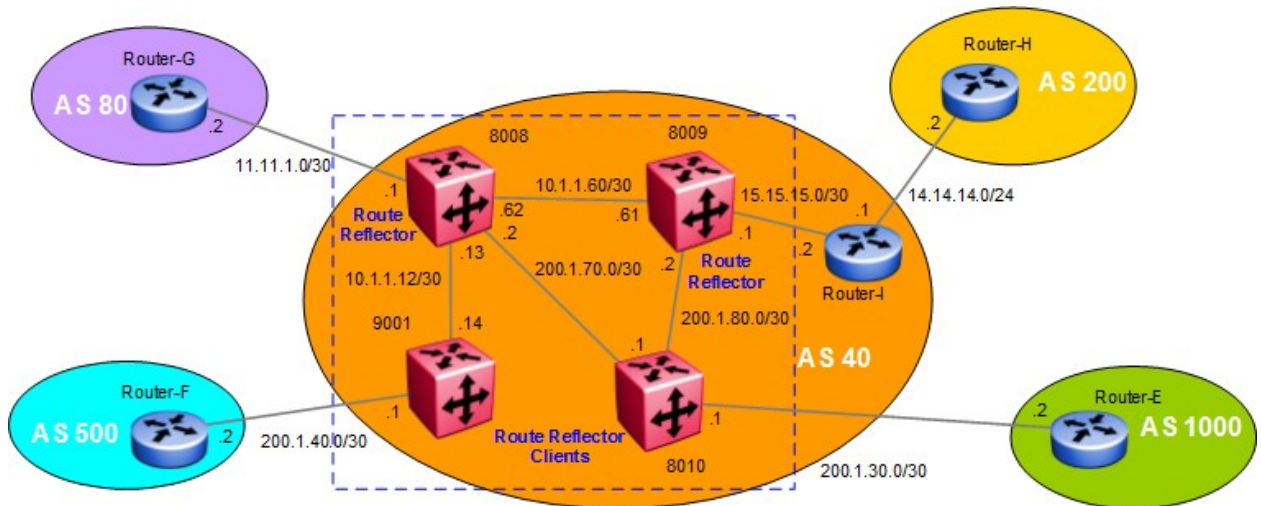 Router-G
AS 80
.2
11.11.1.0/30
.1
8008
Route
Reflector
.62
.2
.13
10.1.1.60/30
8009
.61
.1
.2
Route
Reflector
15.15.15.0/30
.2
.1
Router-I
14.14.14.0/24
Router-H
AS 200
.2
10.1.1.12/30
200.1.70.0/30
200.1.80.0/30
9001
.14
.1
.1
.1
AS 40
Route Reflector
Clients
8010
Router-F
AS 500
.2
200.1.40.0/30
200.1.30.0/30
Router-E
.2
AS 1000